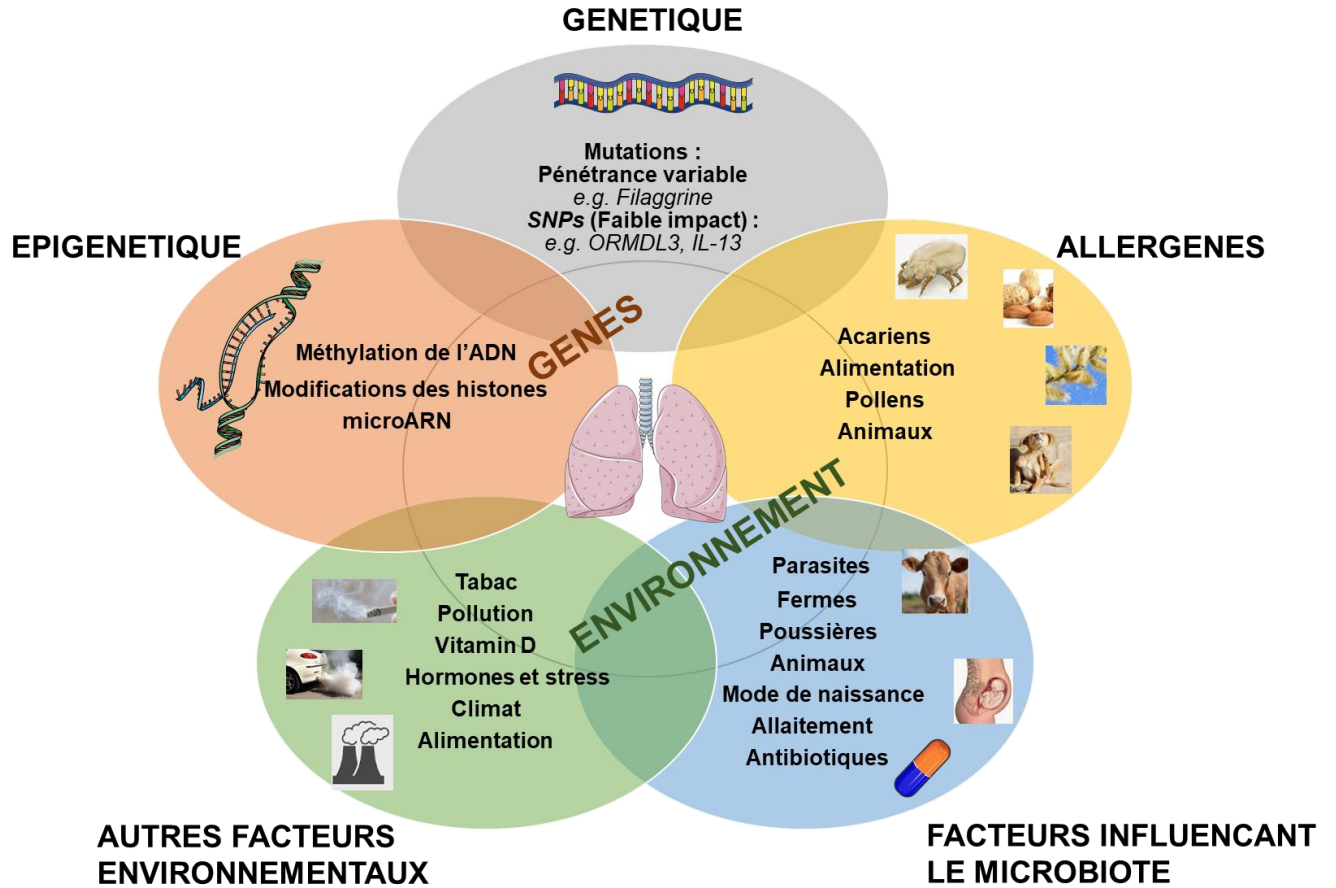 GENETIQUE
Mutations :
Pénétrance variable
e.g. Filaggrine
SNPs (Faible impact) :
e.g. ORMDL3, IL-13
EPIGENETIQUE
Méthylation de l'ADN
Modifications des histones
microARN
ALLERGENES
Acariens
Alimentation
Pollens
Animaux
GENES
ENVIRONNEMENT
Tabac
Pollution
Vitamin D
Hormones et stress
Climat
Alimentation
AUTRES FACTEURS
ENVIRONNEMENTAUX
Parasites
Fermes
Poussières
Animaux
Mode de naissance
Allaitement
Antibiotiques
FACTEURS INFLUENCANT
LE MICROBIOTE